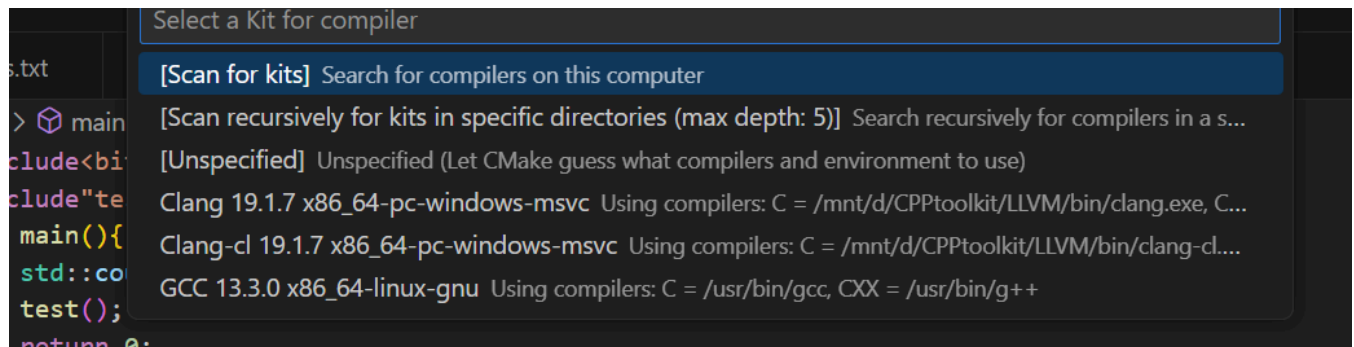 Select a Kit for compiler
s.txt
[Scan for kits] Search for compilers on this computer
> main
[Scan recursively for kits in specific directories (max depth: 5)] Search recursively for compilers in a s...
clude<bi
[Unspecified] Unspecified (Let CMake guess what compilers and environment to use)
clude"te
Clang 19.1.7 x86_64-pc-windows-msvc Using compilers: C = /mnt/d/CPPtoolkit/LLVM/bin/clang.exe, C...
main(){
Clang-cl 19.1.7 x86_64-pc-windows-msvc Using compilers: C = /mnt/d/CPPtoolkit/LLVM/bin/clang-cl....
std::co
GCC 13.3.0 x86_64-linux-gnu Using compilers: C = /usr/bin/gcc, CXX = /usr/bin/g++
test();
return 0;